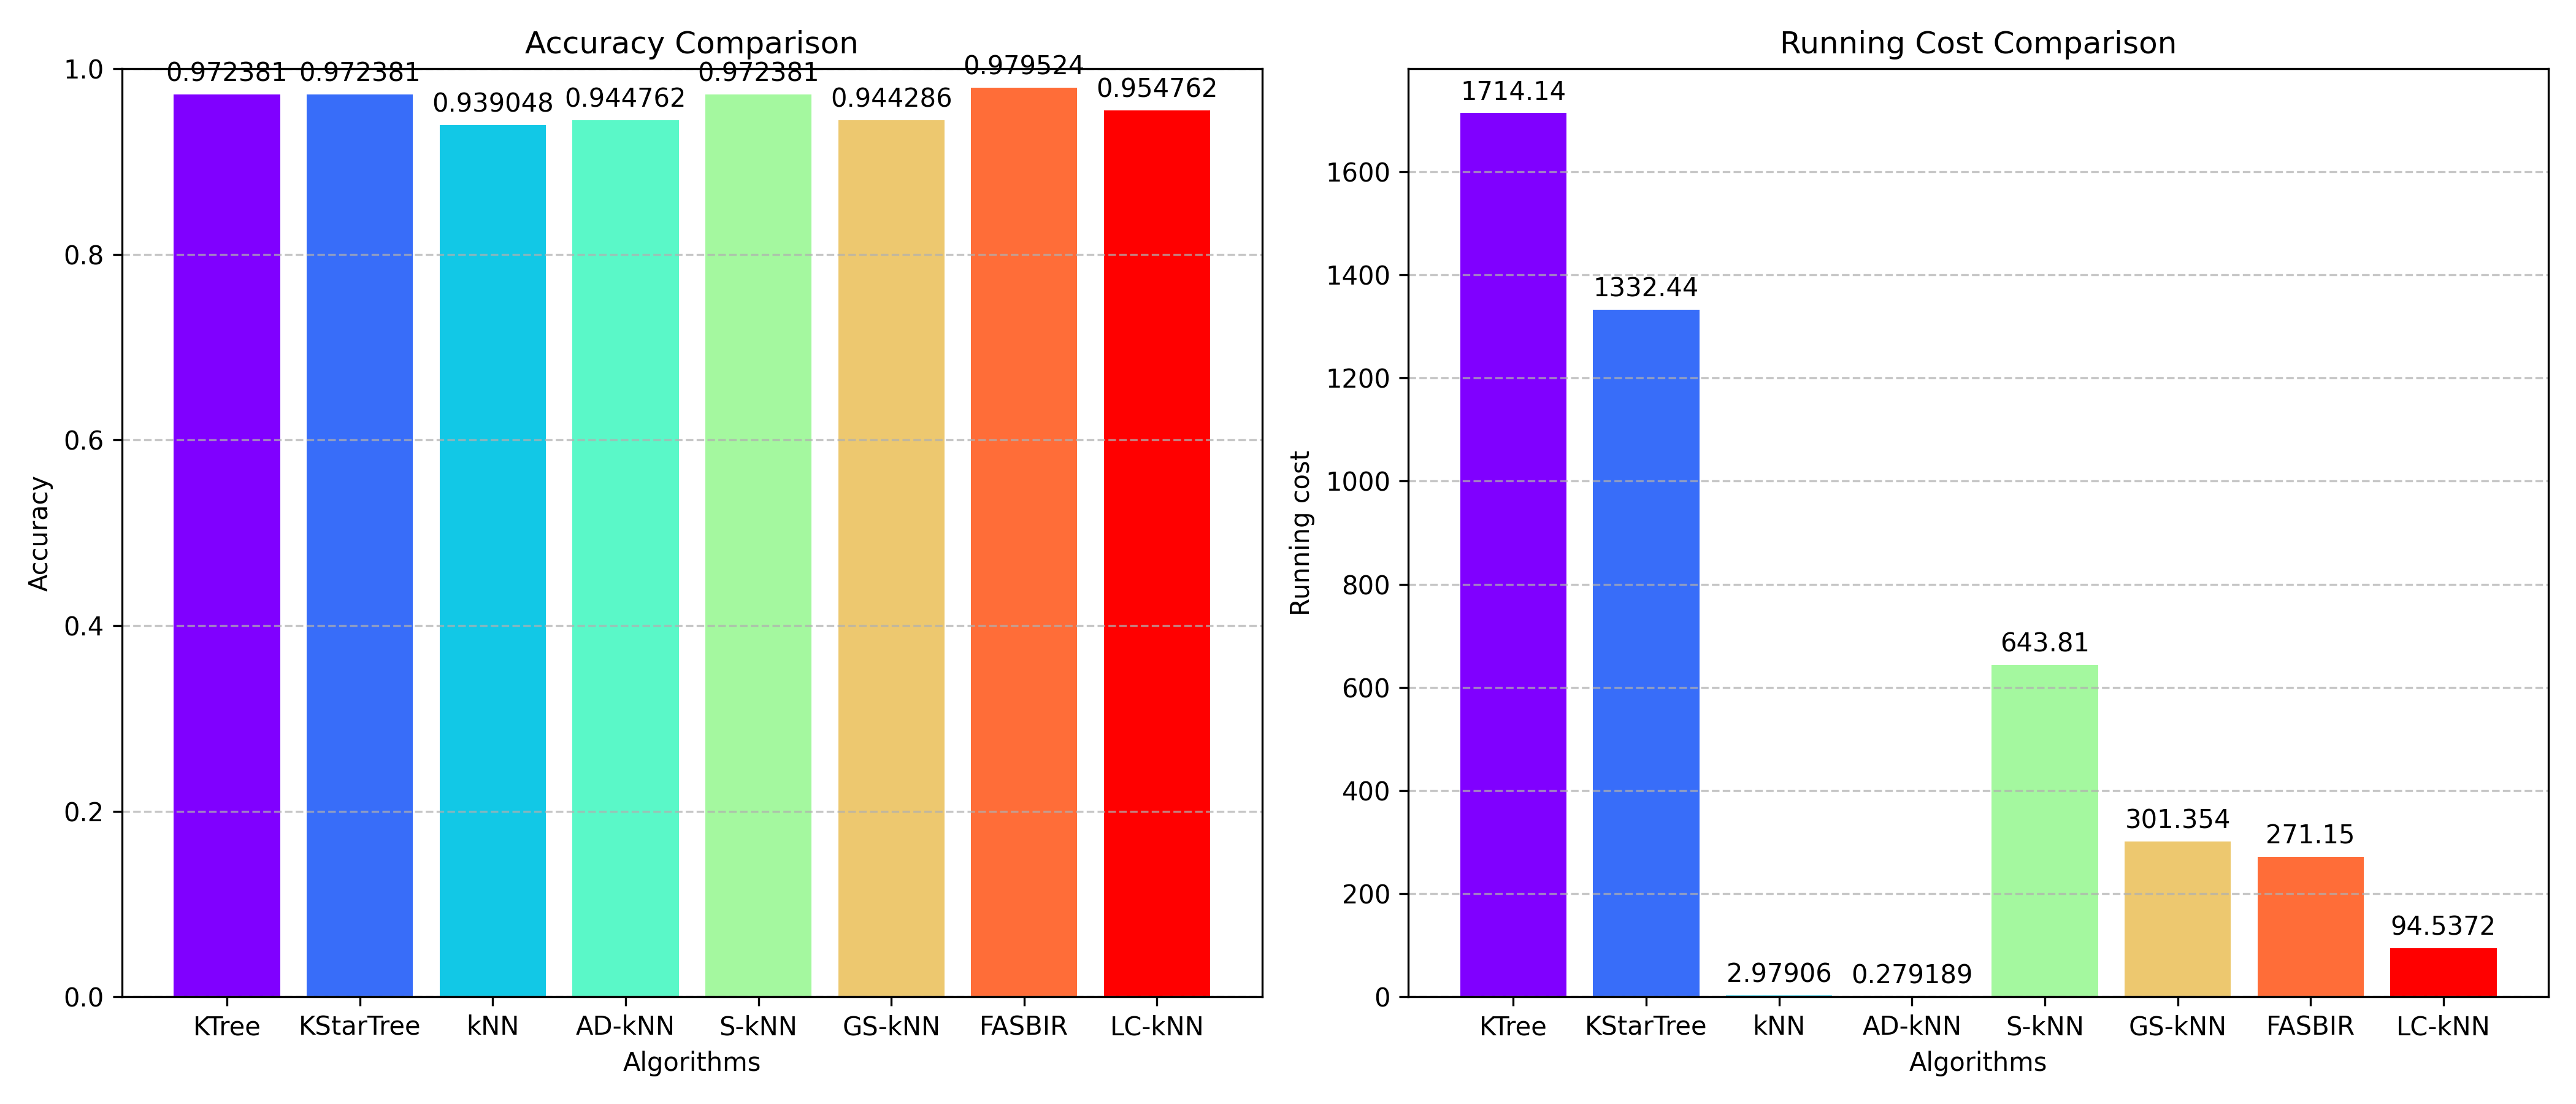 Accuracy Comparison
1.0
0.8
0.6
0.4
0.2
0.0
Accuracy
0.972381
0.972381
0.939048
0.944762
0.972381
0.944286
0.979524
0.954762
KTree
KStarTree
kNN
AD-kNN
S-kNN
GS-kNN
FASBIR
LC-kNN
Algorithms
Running Cost Comparison
1600
1400
1200
1000
800
600
400
200
0
Running cost
1714.14
1332.44
2.97906
0.279189
643.81
301.354
271.15
94.5372
KTree
KStarTree
kNN
AD-kNN
S-kNN
GS-kNN
FASBIR
LC-kNN
Algorithms